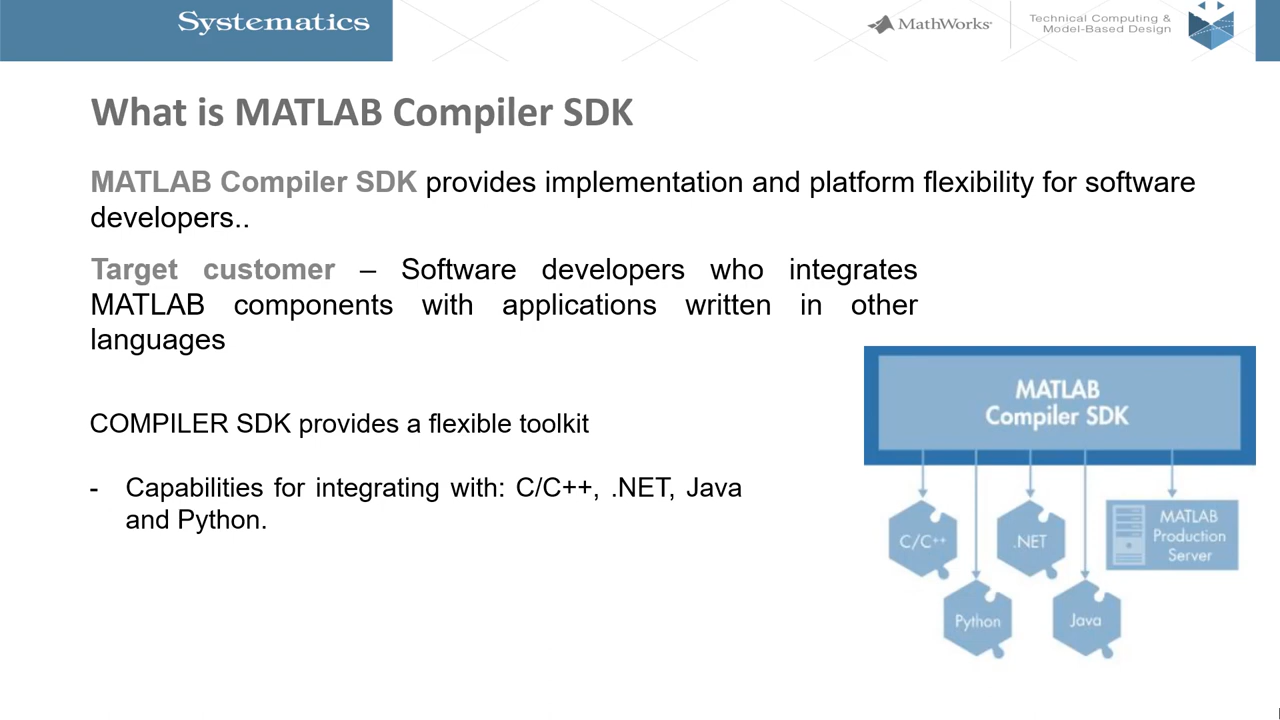 Systematics
MathWorks
Technical Computing &
Model-Based Design
What is MATLAB Compiler SDK
MATLAB Compiler SDK provides implementation and platform flexibility for software
developers..
Target customer – Software developers who integrates
MATLAB components with applications written in other
languages
COMPILER SDK provides a flexible toolkit
- Capabilities for integrating with: C/C++, .NET, Java
and Python.
MATLAB
Compiler SDK
C/C++
.NET
MATLAB
Production
Server
Python
Java